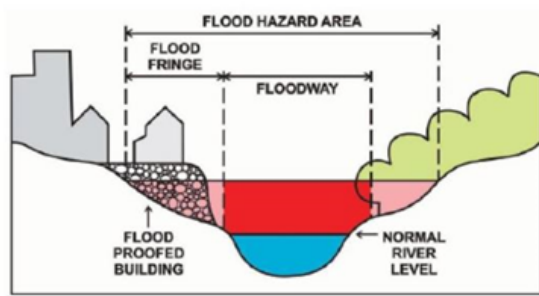 FLOOD HAZARD AREA
FLOOD
FRINGE
FLOODWAY
FLOOD
PROOFED
BUILDING
NORMAL
RIVER
LEVEL